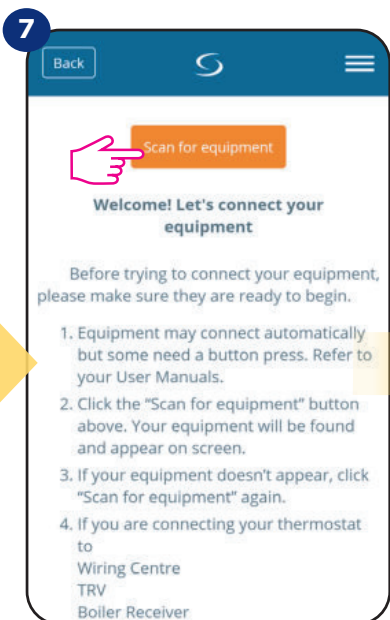 7
Back
Scan for equipment
Welcome! Let's connect your
equipment
Before trying to connect your equipment,
please make sure they are ready to begin.
1. Equipment may connect automatically
but some need a button press. Refer to
your User Manuals.
2. Click the “Scan for equipment” button
above. Your equipment will be found
and appear on screen.
3. If your equipment doesn’t appear, click
“Scan for equipment” again.
4. If you are connecting your thermostat
to
Wiring Centre
TRV
Boiler Receiver